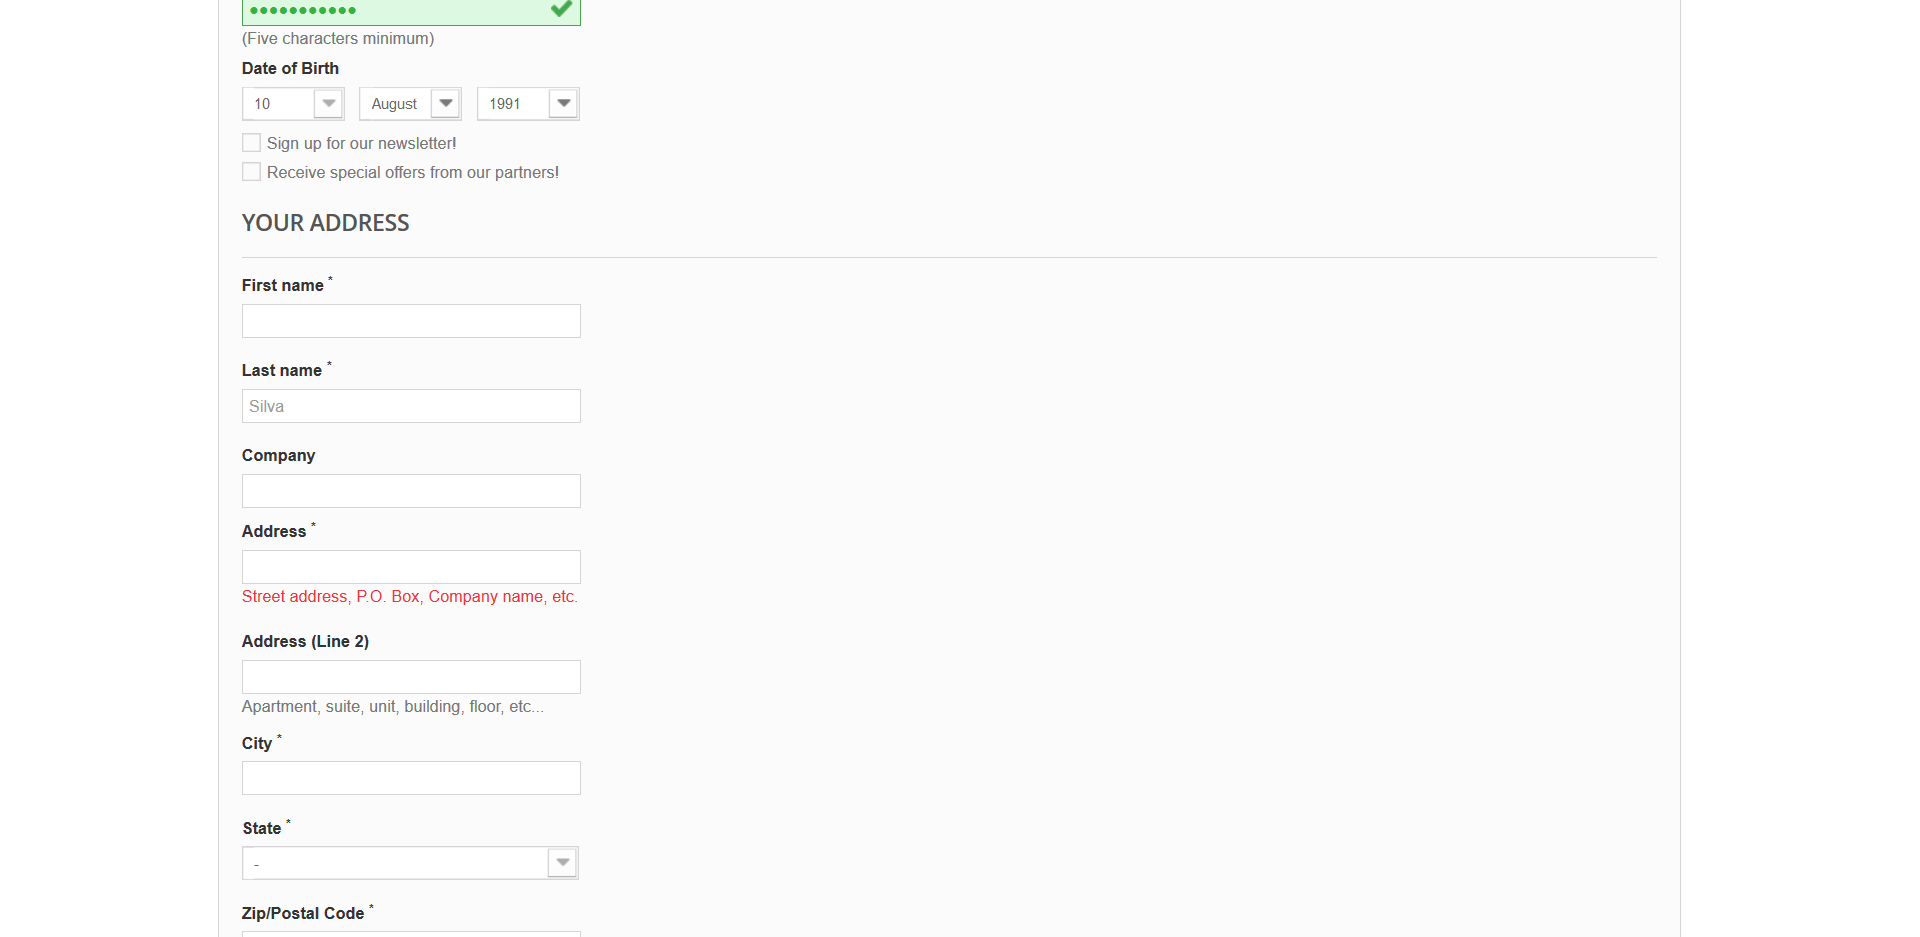 ●●●●●●●●●●●
(Five characters minimum)
Date of Birth
10 August 1991
Sign up for our newsletter!
Receive special offers from our partners!
YOUR ADDRESS
First name *
Last name *
Silva
Company
Address *
Street address, P.O. Box, Company name, etc.
Address (Line 2)
Apartment, suite, unit, building, floor, etc...
City *
State *
-
Zip/Postal Code *